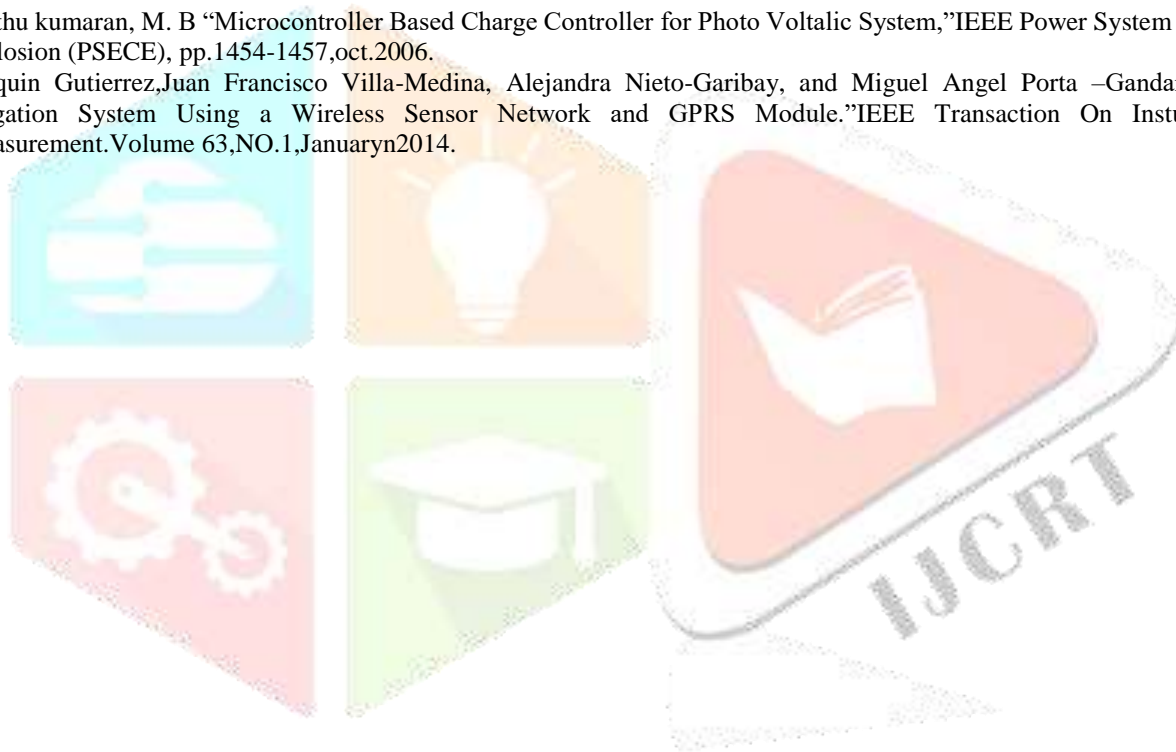 thu kumaran, M. B “Microcontroller Based Charge Controller for Photo Voltalic System,”IEEE Power System
losion (PSECE), pp.1454-1457,oct.2006.
quin Gutierrez,Juan Francisco Villa-Medina, Alejandra Nieto-Garibay, and Miguel Angel Porta –Gandar
gation System Using a Wireless Sensor Network and GPRS Module.”IEEE Transaction On Instu
asurement.Volume 63,NO.1,Januaryn2014.
IJCRT